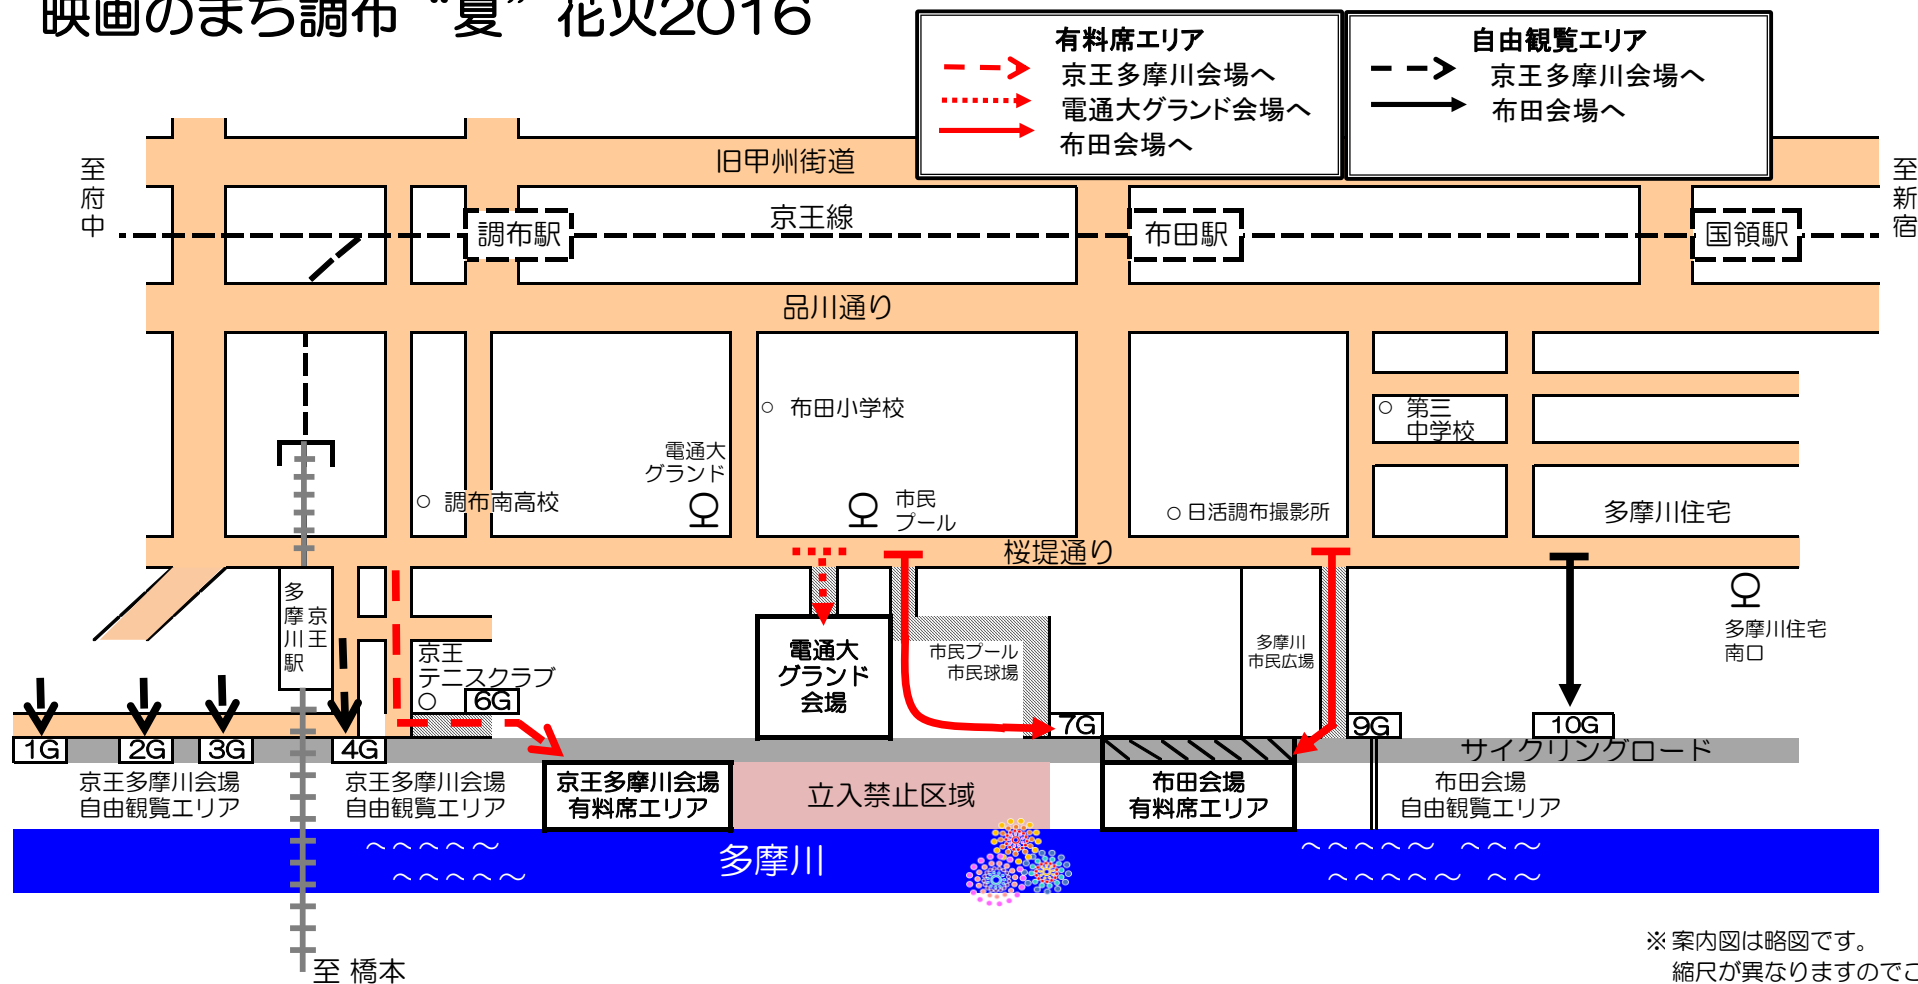 映画のまち調布 “夏” 花火2016
有料席エリア
京王多摩川会場へ
電通大グランド会場へ
布田会場へ
自由観覧エリア
京王多摩川会場へ
布田会場へ
至府中
旧甲州街道
至新宿
京王線
調布駅
布田駅
国領駅
品川通り
○ 布田小学校
○ 第三
中学校
電通大
グランド
○ 調布南高校
市民
プール
○日活調布撮影所
多摩川住宅
桜堤通り
京王
多摩川駅
京王
テニスクラブ
○
電通大
グランド
会場
市民プール
市民球場
多摩川
市民広場
多摩川住宅
南口
1G
2G
3G
4G
6G
7G
9G
10G
サイクリングロード
京王多摩川会場
自由観覧エリア
京王多摩川会場
自由観覧エリア
京王多摩川会場
有料席エリア
立入禁止区域
布田会場
有料席エリア
布田会場
自由観覧エリア
多摩川
至 橋本
※ 案内図は略図です。
縮尺が異なりますのでご